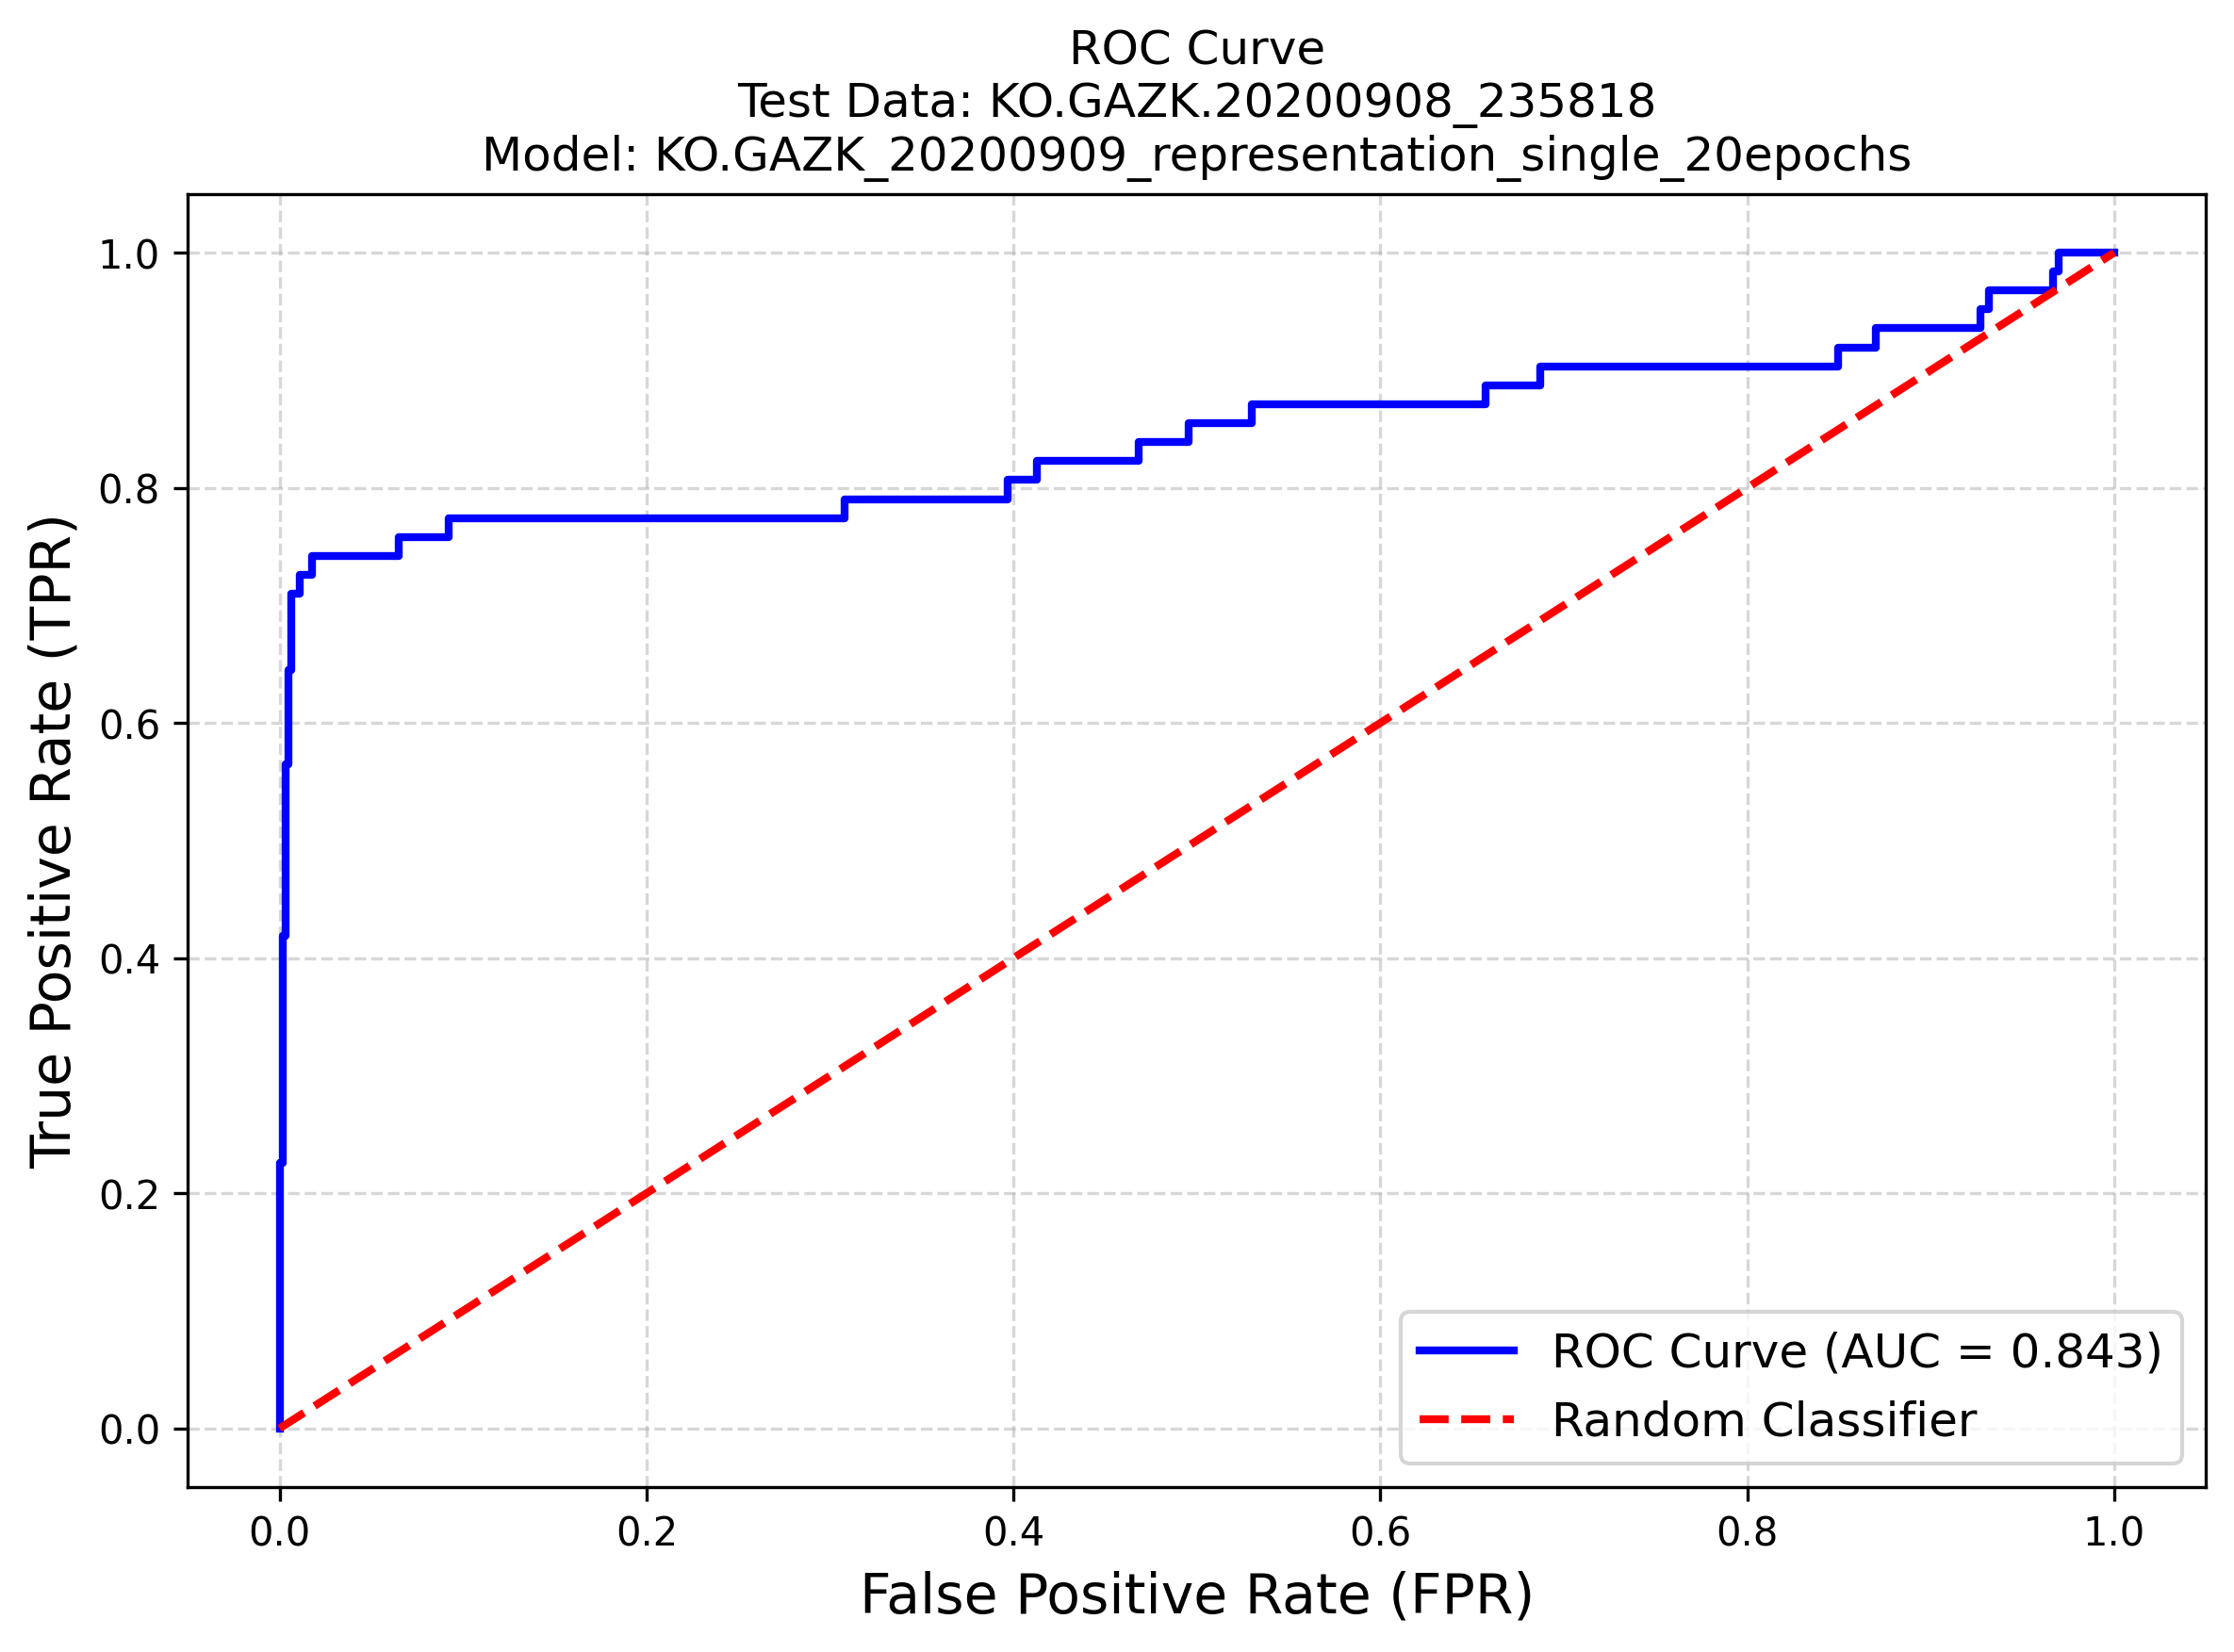 ROC Curve
Test Data: KO.GAZK.20200908_235818
Model: KO.GAZK_20200909_representation_single_20epochs
1.0
0.8
0.6
0.4
0.2
0.0
True Positive Rate (TPR)
ROC Curve (AUC = 0.843)
Random Classifier
0.0 0.2 0.4 0.6 0.8 1.0
False Positive Rate (FPR)